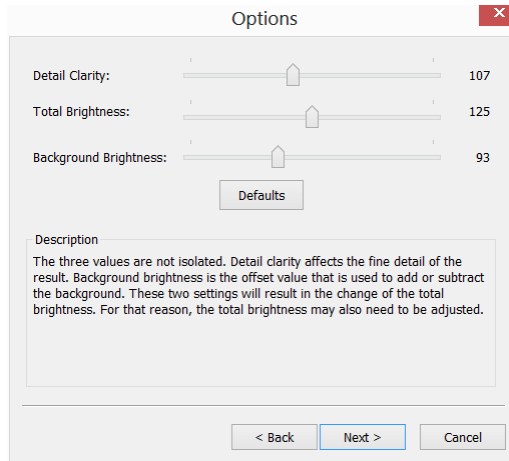 Options
Detail Clarity: 107
Total Brightness: 125
Background Brightness: 93
Defaults
Description
The three values are not isolated. Detail clarity affects the fine detail of the
result. Background brightness is the offset value that is used to add or subtract
the background. These two settings will result in the change of the total
brightness. For that reason, the total brightness may also need to be adjusted.
< Back Next > Cancel